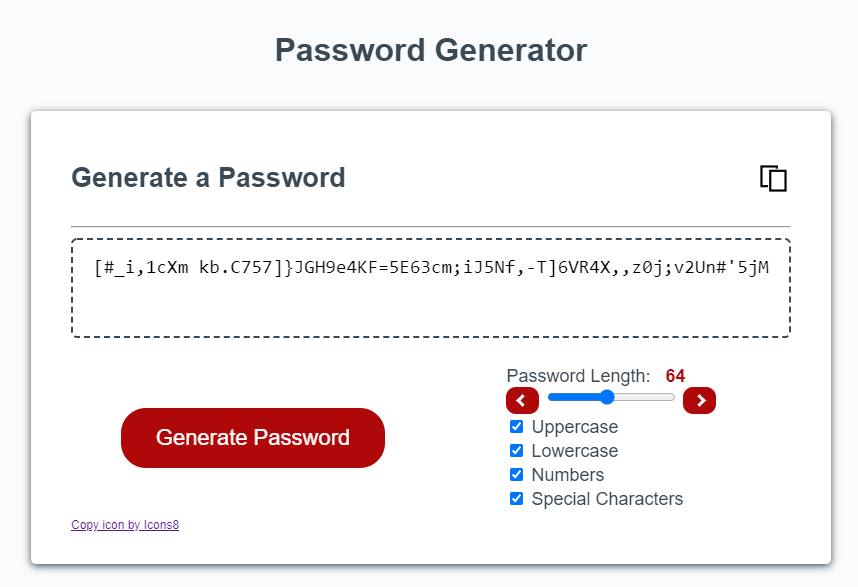 Password Generator
Generate a Password
[#_i,1cXm kb.C757]}JGH9e4KF=5E63cm;iJ5Nf,-T]6VR4X,,z0j;v2Un#'5jM
Password Length: 64
Generate Password
Uppercase
Lowercase
Numbers
Special Characters
Copy icon by Icons8